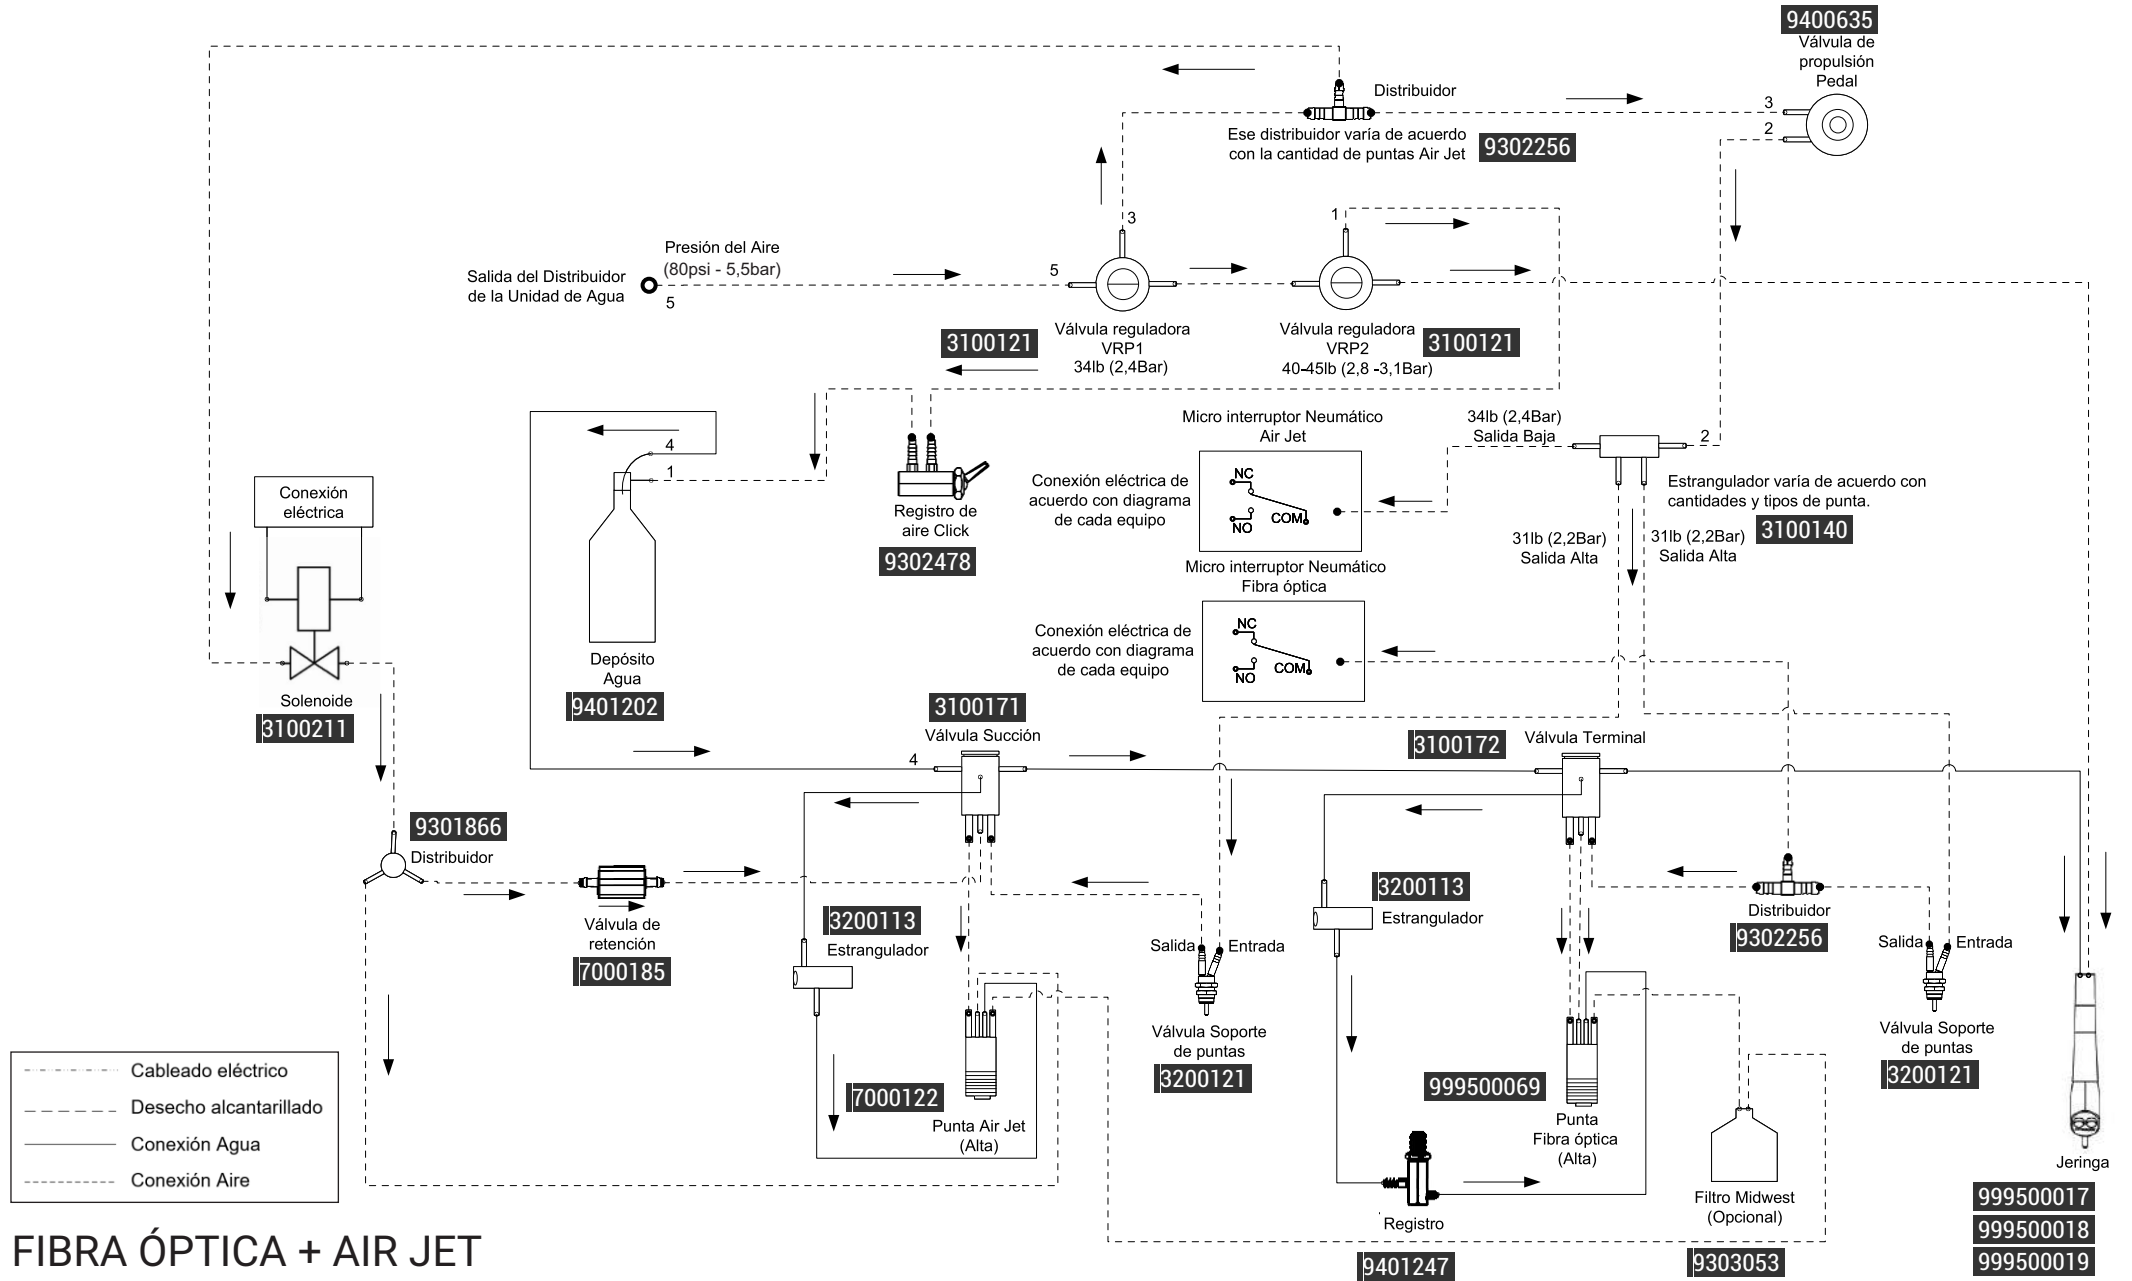 9400635
Válvula de
propulsión
Pedal
3
2
Distribuidor
Ese distribuidor varía de acuerdo
con la cantidad de puntas Air Jet
9302256
3
1
Presión del Aire
(80psi - 5,5bar)
Salida del Distribuidor
de la Unidad de Agua
5
5
Válvula reguladora
VRP1
34lb (2,4Bar)
3100121
Válvula reguladora
VRP2
40-45lb (2,8 -3,1Bar)
3100121
Micro interruptor Neumático
Air Jet
34lb (2,4Bar)
Salida Baja
2
4
1
Conexión eléctrica de
acuerdo con diagrama
de cada equipo
NC
NO
COM
Estrangulador varía de acuerdo con
cantidades y tipos de punta.
3100140
Conexión
eléctrica
Registro de
aire Click
9302478
31lb (2,2Bar)
Salida Alta
31lb (2,2Bar)
Salida Alta
Micro interruptor Neumático
Fibra óptica
Conexión eléctrica de
acuerdo con diagrama
de cada equipo
NC
NO
COM
Depósito
Agua
9401202
Solenoide
3100211
3100171
Válvula Succión
4
3100172
Válvula Terminal
9301866
Distribuidor
Válvula de
retención
7000185
3200113
Estrangulador
3200113
Estrangulador
Distribuidor
9302256
Salida
Entrada
Salida
Entrada
Válvula Soporte
de puntas
3200121
Válvula Soporte
de puntas
3200121
7000122
Punta Air Jet
(Alta)
999500069
Punta
Fibra óptica
(Alta)
Jeringa
999500017
999500018
999500019
Filtro Midwest
(Opcional)
9303053
Registro
9401247
Cableado eléctrico
Desecho alcantarillado
Conexión Agua
Conexión Aire
FIBRA ÓPTICA + AIR JET